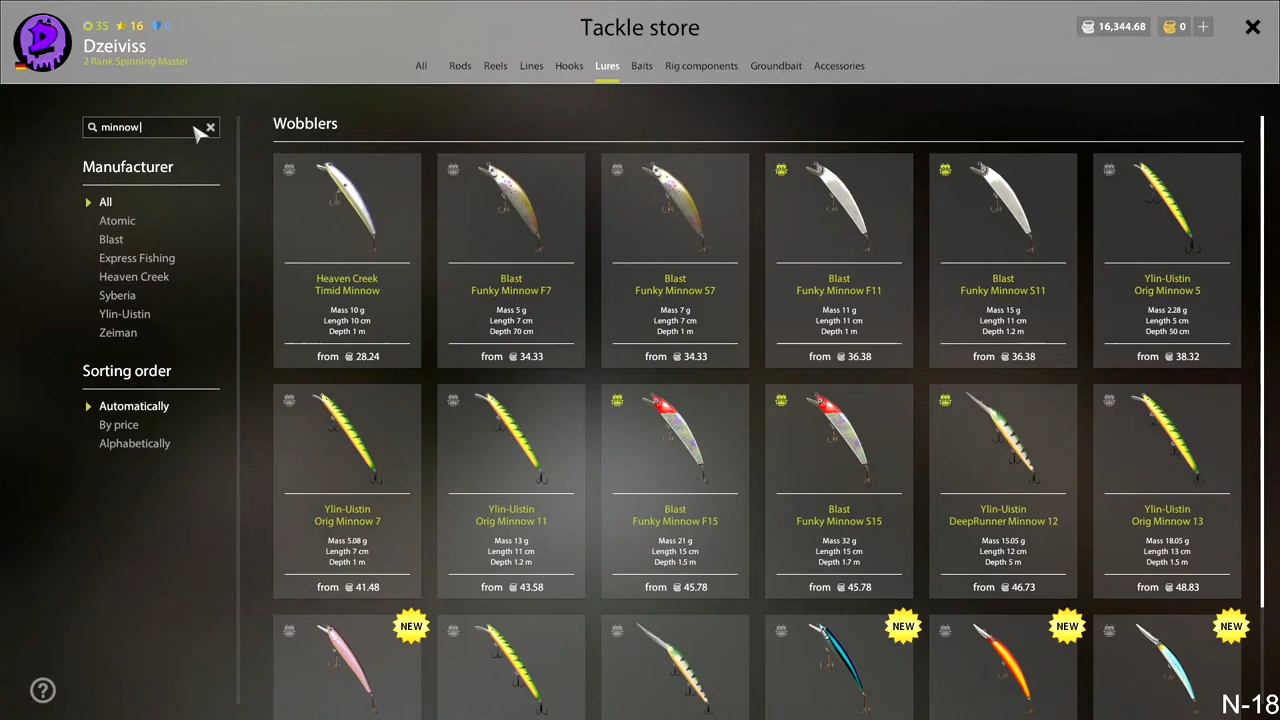 35 16 0
Dzeiviss
2 Rank Spinning Master
Tackle store
16,344.68 0 +
All Rods Reels Lines Hooks Lures Baits Rig components Groundbait Accessories
minnow
Manufacturer
All
Atomic
Blast
Express Fishing
Heaven Creek
Syberia
Ylin-Uistin
Zeiman
Sorting order
Automatically
By price
Alphabetically
Wobblers
Heaven Creek
Timid Minnow
Mass 10 g
Length 10 cm
Depth 1 m
from 28.24
Blast
Funky Minnow F7
Mass 5 g
Length 7 cm
Depth 70 cm
from 34.33
Blast
Funky Minnow S7
Mass 7 g
Length 7 cm
Depth 1 m
from 34.33
Blast
Funky Minnow F11
Mass 11 g
Length 11 cm
Depth 1 m
from 36.38
Blast
Funky Minnow S11
Mass 15 g
Length 11 cm
Depth 1.2 m
from 36.38
Ylin-Uistin
Orig Minnow 5
Mass 2.28 g
Length 5 cm
Depth 50 cm
from 38.32
Ylin-Uistin
Orig Minnow 7
Mass 5.08 g
Length 7 cm
Depth 1 m
from 41.48
Ylin-Uistin
Orig Minnow 11
Mass 13 g
Length 11 cm
Depth 1.2 m
from 43.58
Blast
Funky Minnow F15
Mass 21 g
Length 15 cm
Depth 1.5 m
from 45.78
Blast
Funky Minnow S15
Mass 32 g
Length 15 cm
Depth 1.7 m
from 45.78
Ylin-Uistin
DeepRunner Minnow 12
Mass 15.05 g
Length 12 cm
Depth 5 m
from 46.73
Ylin-Uistin
Orig Minnow 13
Mass 18.05 g
Length 13 cm
Depth 1.5 m
from 48.83
NEW
NEW
NEW
NEW
?
N-18